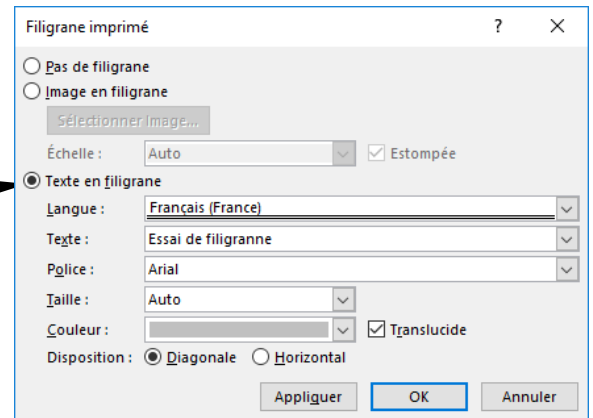 Filigrane imprimé ? ×
Pas de filigrane
Image en filigrane
Sélectionner image...
Échelle : Auto Estompée
Texte en filigrane
Langue : Français (France)
Texte : Essai de filigranne
Police : Arial
Taille : Auto
Couleur : Translucide
Disposition : Diagonale Horizontal
Appliquer OK Annuler